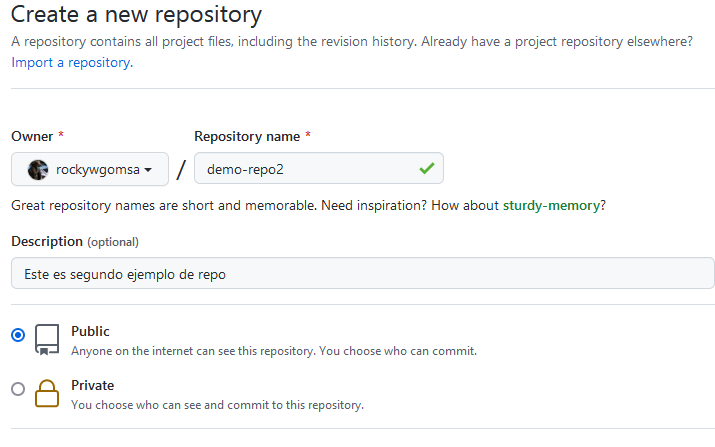 Create a new repository
A repository contains all project files, including the revision history. Already have a project repository elsewhere?
Import a repository.
Owner *
Repository name *
rockywgomsa
/
demo-repo2
Great repository names are short and memorable. Need inspiration? How about sturdy-memory?
Description (optional)
Este es segundo ejemplo de repo
Public
Anyone on the internet can see this repository. You choose who can commit.
Private
You choose who can see and commit to this repository.